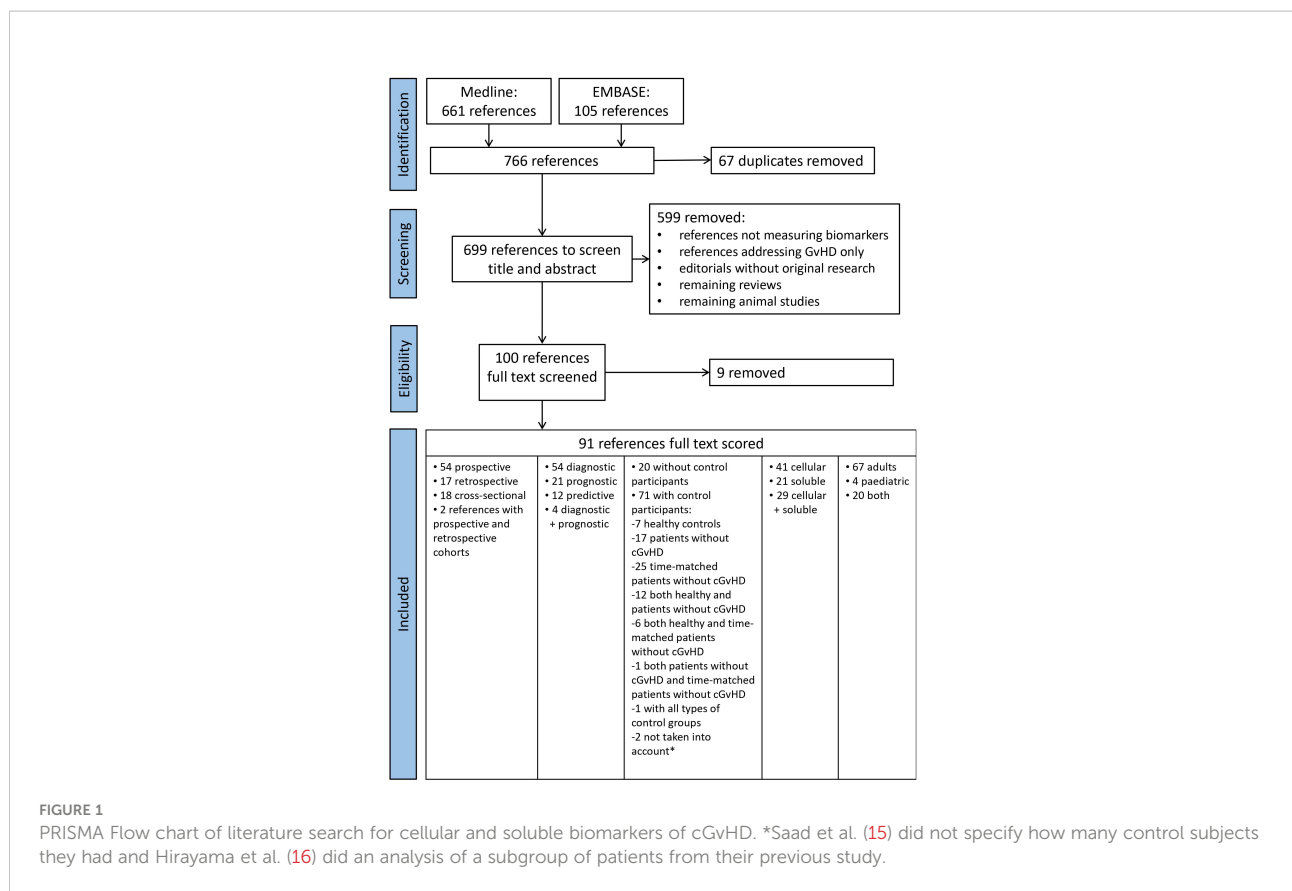 Identification
Medline:
661 references
EMBASE:
105 references
766 references
67 duplicates removed
Screening
699 references to screen
title and abstract
599 removed:
• references not measuring biomarkers
• references addressing GvHD only
• editorials without original research
• remaining reviews
• remaining animal studies
Eligibility
100 references
full text screened
9 removed
Included
91 references full text scored
• 54 prospective
• 17 retrospective
• 18 cross-sectional
• 2 references with
prospective and
retrospective
cohorts
• 54 diagnostic
• 21 prognostic
• 12 predictive
• 4 diagnostic
+ prognostic
• 20 without control
participants
• 71 with control
participants:
-7 healthy controls
-17 patients without
cGvHD
-25 time-matched
patients without cGvHD
-12 both healthy and
patients without cGvHD
-6 both healthy and time-
matched patients
without cGvHD
-1 both patients without
cGvHD and time-matched
patients without cGvHD
-1 with all types of
control groups
-2 not taken into
account*
• 41 cellular
• 21 soluble
• 29 cellular
+ soluble
• 67 adults
• 4 paediatric
• 20 both
FIGURE 1
PRISMA Flow chart of literature search for cellular and soluble biomarkers of cGvHD. *Saad et al. (15) did not specify how many control subjects
they had and Hirayama et al. (16) did an analysis of a subgroup of patients from their previous study.